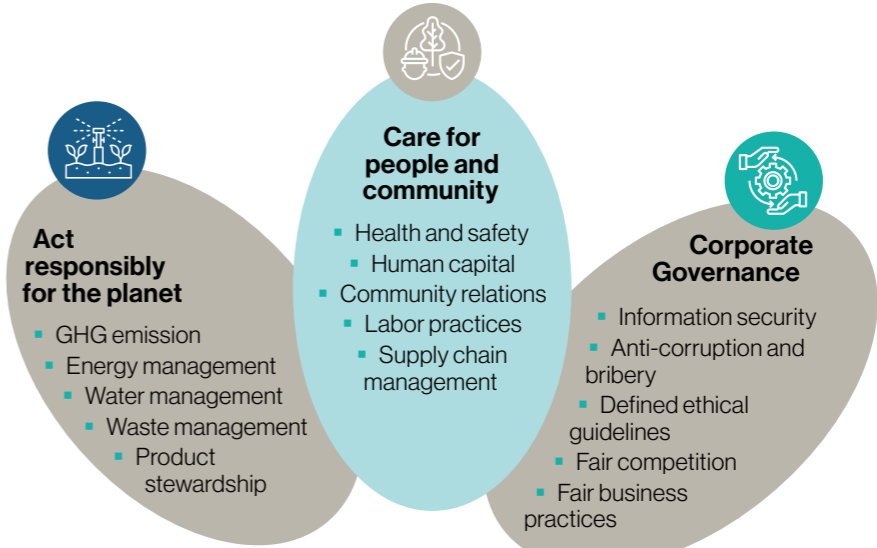 Act
responsibly
for the planet
▪ GHG emission
▪ Energy management
▪ Water management
▪ Waste management
▪ Product
stewardship
Care for
people and
community
▪ Health and safety
▪ Human capital
▪ Community relations
▪ Labor practices
▪ Supply chain
management
Corporate
Governance
▪ Information security
▪ Anti-corruption and
bribery
▪ Defined ethical
guidelines
▪ Fair competition
▪ Fair business
practices